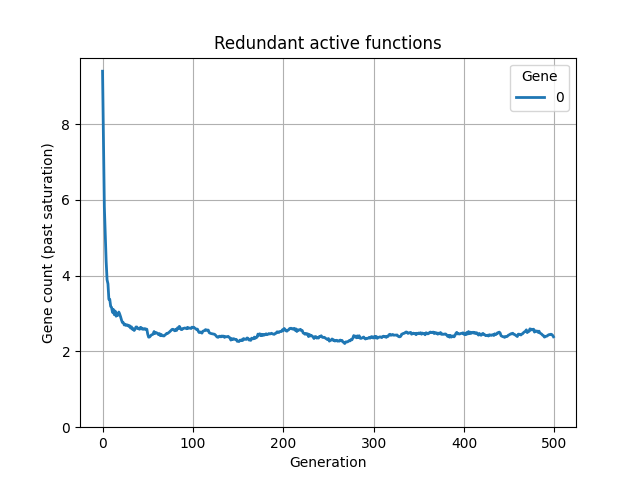 Redundant active functions
Gene
0
Gene count (past saturation)
8
6
4
2
0
0 100 200 300 400 500
Generation